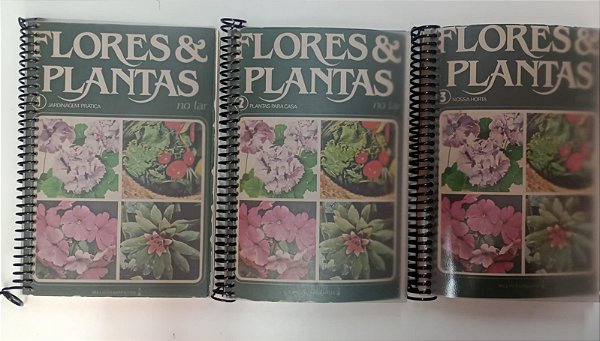 FLORES &
PLANTAS
no lar
1 JARDINAGEM PRÁTICA
FLORES &
PLANTAS
no lar
2 PLANTAS PARA CASA
FLORES &
PLANTAS
3 NOSSA HORTA